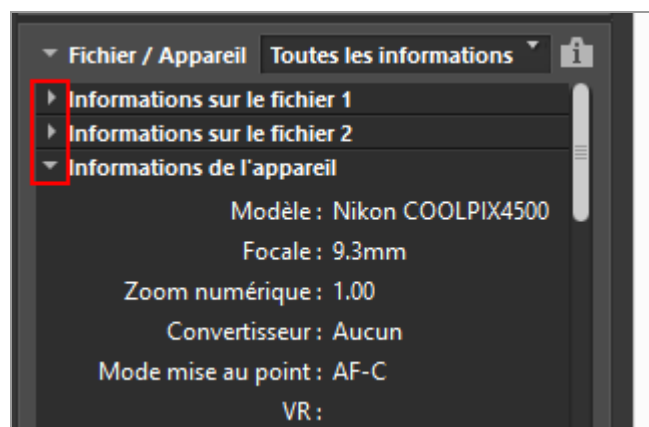 Fichier / Appareil Toutes les informations
Informations sur le fichier 1
Informations sur le fichier 2
Informations de l'appareil
Modèle : Nikon COOLPIX4500
Focale : 9.3mm
Zoom numérique : 1.00
Convertisseur : Aucun
Mode mise au point : AF-C
VR :